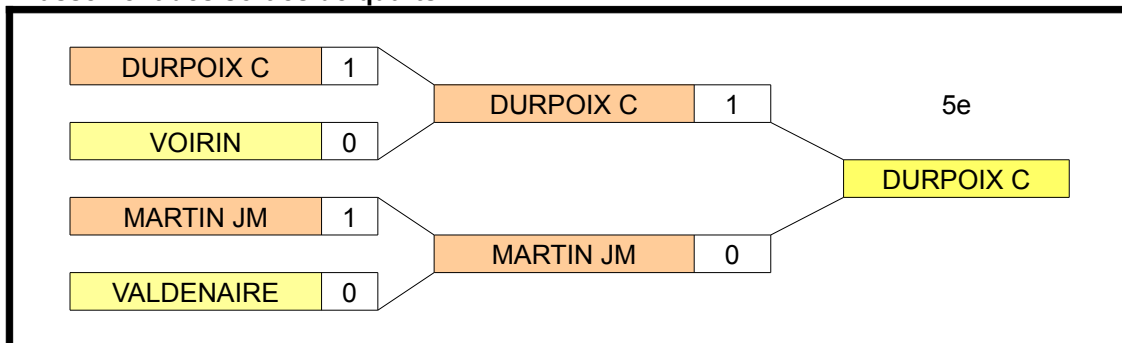 DURPOIX C 1
DURPOIX C 1 5e
VOIRIN 0
DURPOIX C
MARTIN JM 1
MARTIN JM 0
VALDENAIRE 0